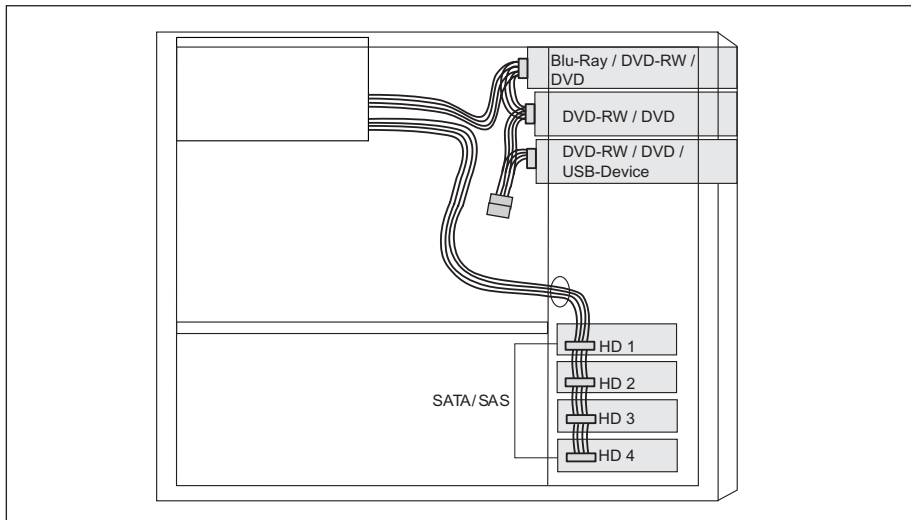 Blu-Ray / DVD-RW /
DVD
DVD-RW / DVD
DVD-RW / DVD /
USB-Device
HD 1
HD 2
SATA/SAS
HD 3
HD 4